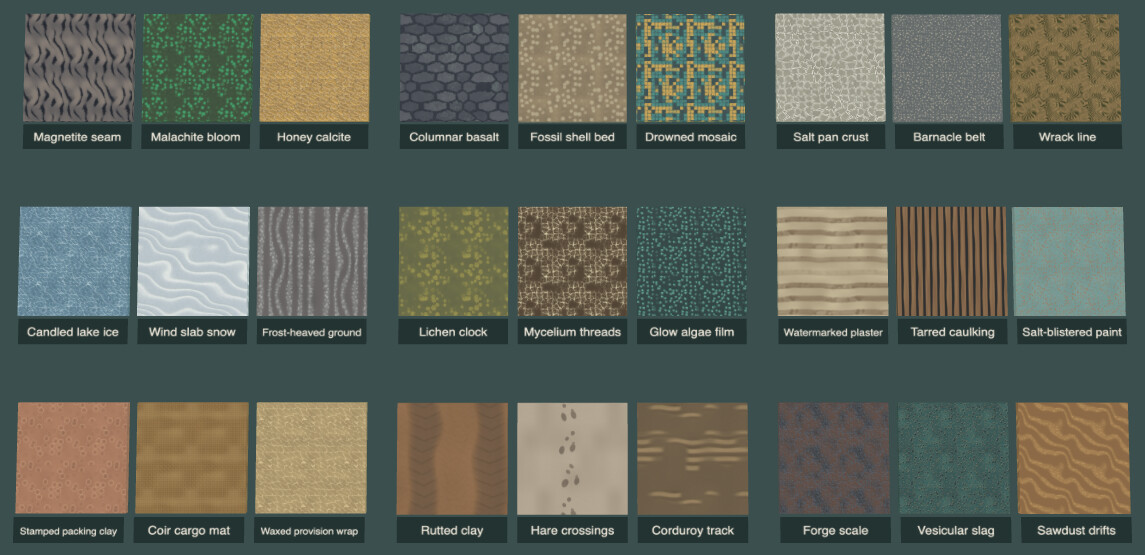 Magnetite seam
Malachite bloom
Honey calcite
Columnar basalt
Fossil shell bed
Drowned mosaic
Salt pan crust
Barnacle belt
Wrack line
Candled lake ice
Wind slab snow
Frost-heaved ground
Lichen clock
Mycelium threads
Glow algae film
Watermarked plaster
Tarred caulking
Salt-blistered paint
Stamped packing clay
Coir cargo mat
Waxed provision wrap
Rutted clay
Hare crossings
Corduroy track
Forge scale
Vesicular slag
Sawdust drifts